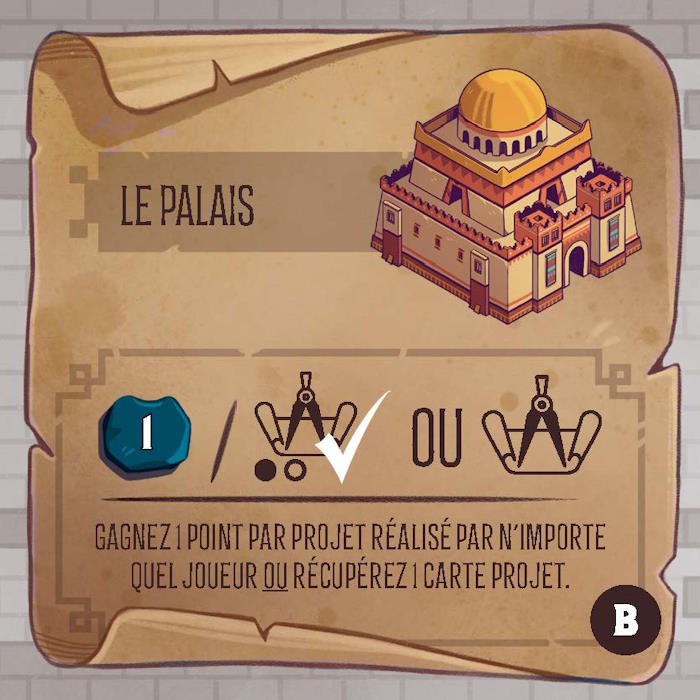 LE PALAIS
1
OU
GAGNEZ 1 POINT PAR PROJET RÉALISÉ PAR N'IMPORTE
QUEL JOUEUR OU RÉCUPÉREZ 1 CARTE PROJET.
B